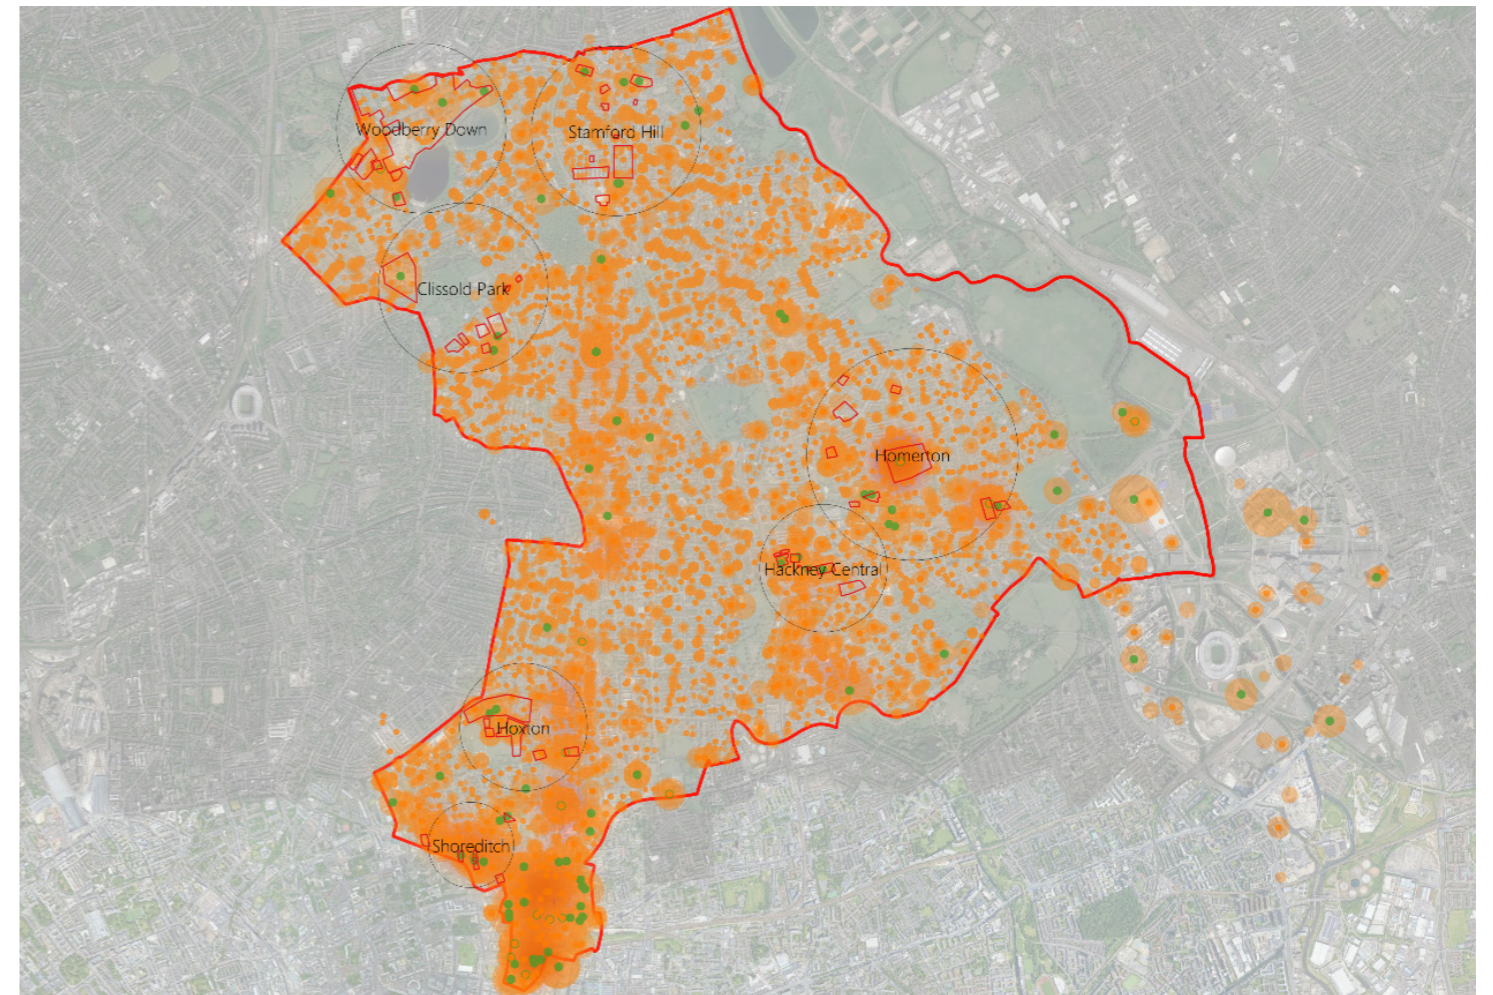 Woodberry Down
Stamford Hill
Clissold Park
Homerton
Hackney Central
Hoxton
Shoreditch